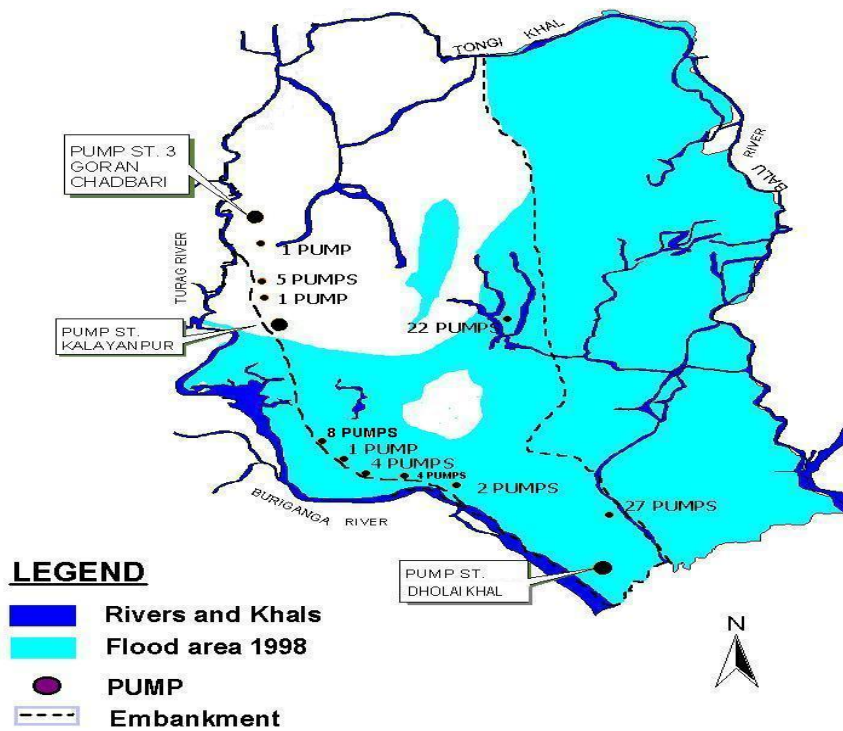 TONGI KHAL
PUMP ST. 3
GORAN
CHADBARI
BALU
RIVER
TURAG RIVER
1 PUMP
5 PUMPS
1 PUMP
PUMP ST.
KALAYANPUR
22 PUMPS
8 PUMPS
1 PUMP
4 PUMPS
4 PUMPS
2 PUMPS
27 PUMPS
BURIGANGA RIVER
PUMP ST.
DHOLAI KHAL
LEGEND
Rivers and Khals
Flood area 1998
PUMP
Embankment
N